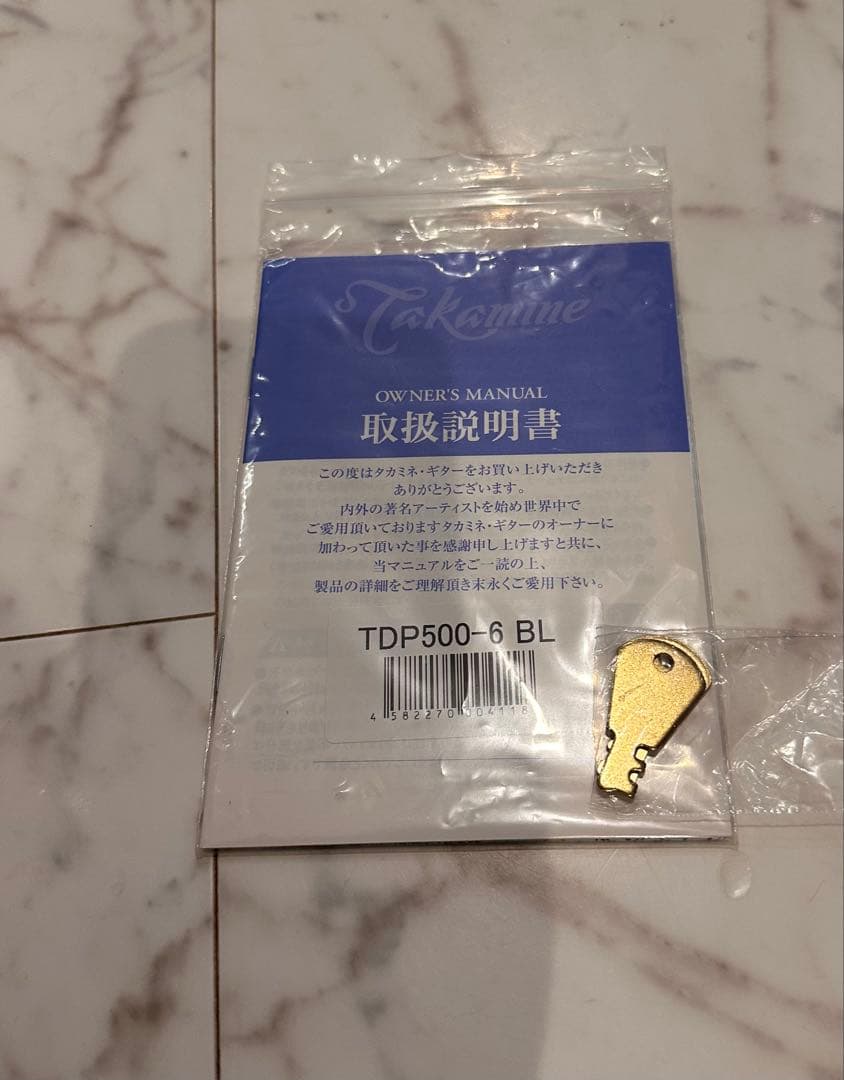 Takamine
OWNER'S MANUAL
取扱説明書
この度はタカミネ・ギターをお買い上げいただき
ありがとうございます。
内外の著名アーティストを始め世界中で
ご愛用頂いておりますタカミネ・ギターのオーナーに
加わって頂いた事を感謝申し上げますと共に、
当マニュアルをご一読の上、
製品の詳細をご理解頂き末永くご愛用下さい。
TDP500-6 BL
4 582270 004118